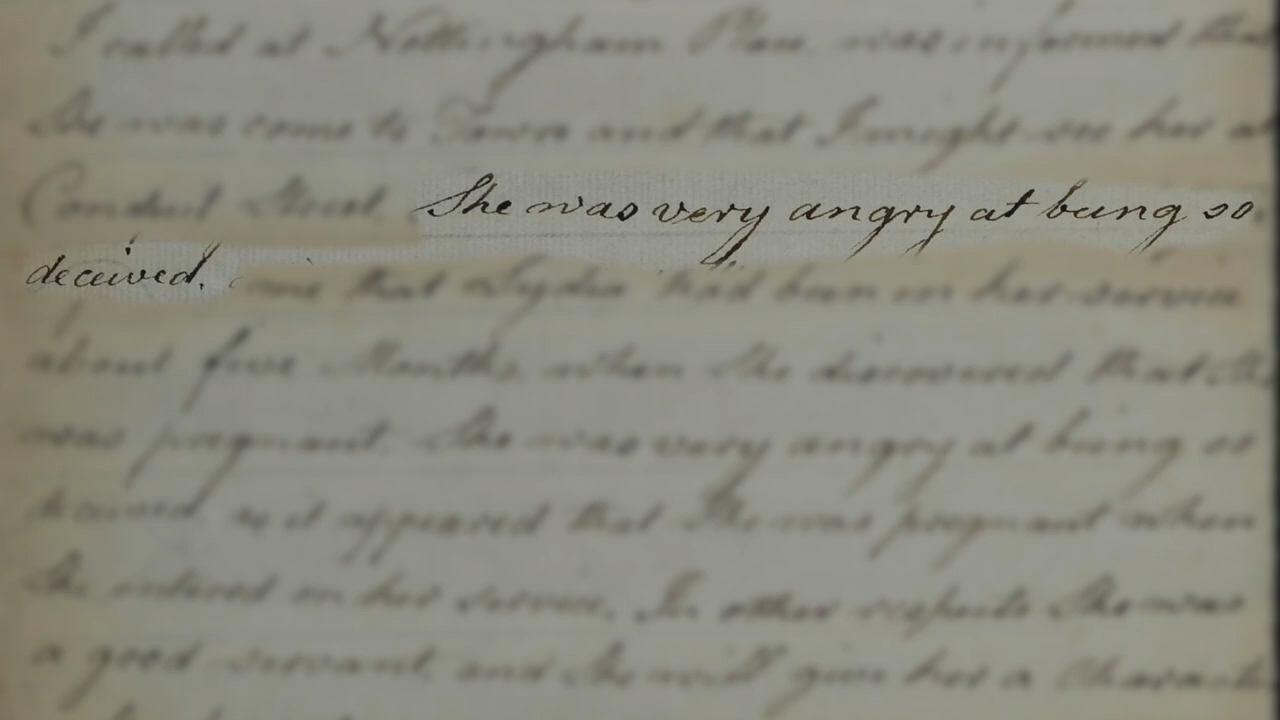 I called at Nottingham Place was informed that
She was come to Town and that I might see her at
Conduit Street She was very angry at being so
deceived. me that Lydia had been in her service
about five Months when She discovered that She
was pregnant. She was very angry at being so
deceived, as it appeared that She was pregnant when
She entered on her service. In other respects She was
a good servant, and She will give her a Character